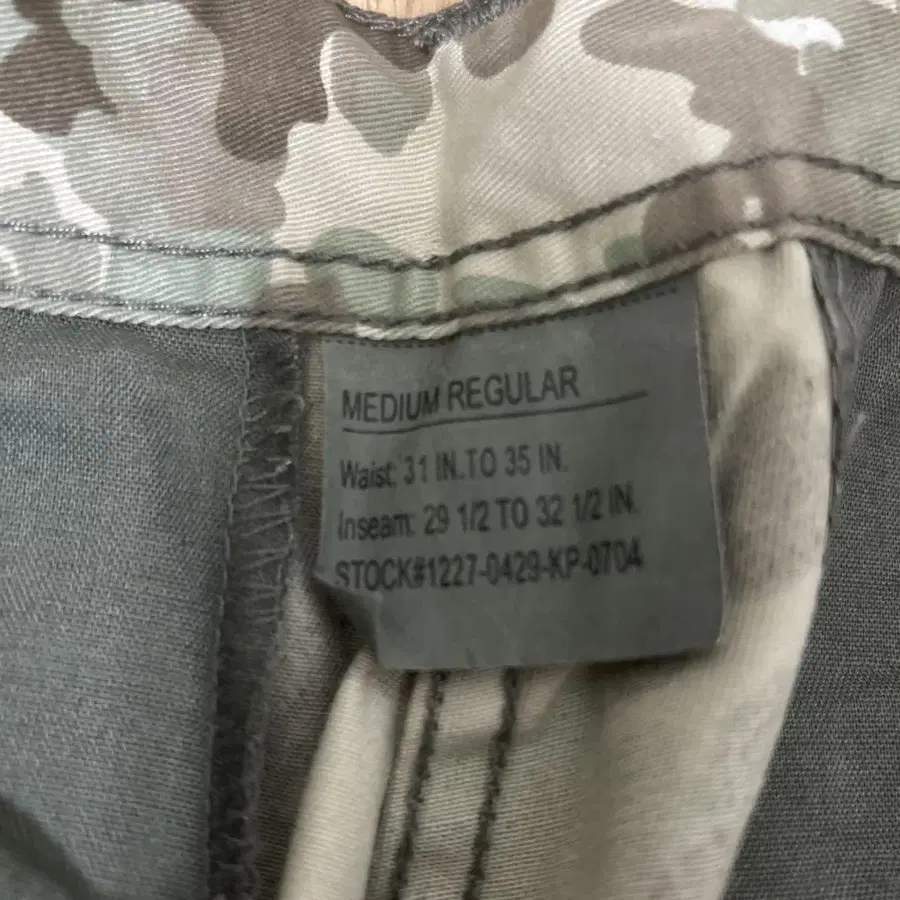 MEDIUM REGULAR
Waist: 31 IN. TO 35 IN.
Inseam: 29 1/2 TO 32 1/2 IN.
STOCK#1227-0429-KP-0704